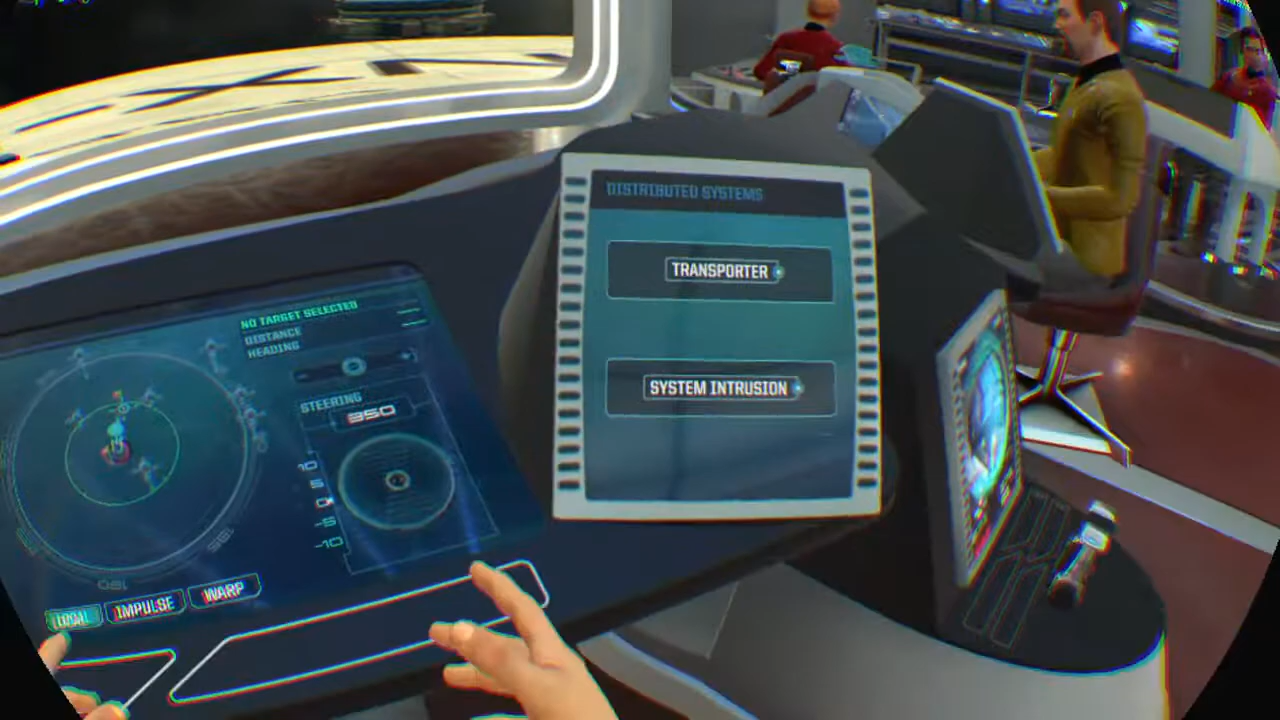 DISTRIBUTED SYSTEMS
TRANSPORTER
SYSTEM INTRUSION
NO TARGET SELECTED
DISTANCE
HEADING
STEERING
350
10
5
0
-5
-10
180
LOCAL
IMPULSE
WARP